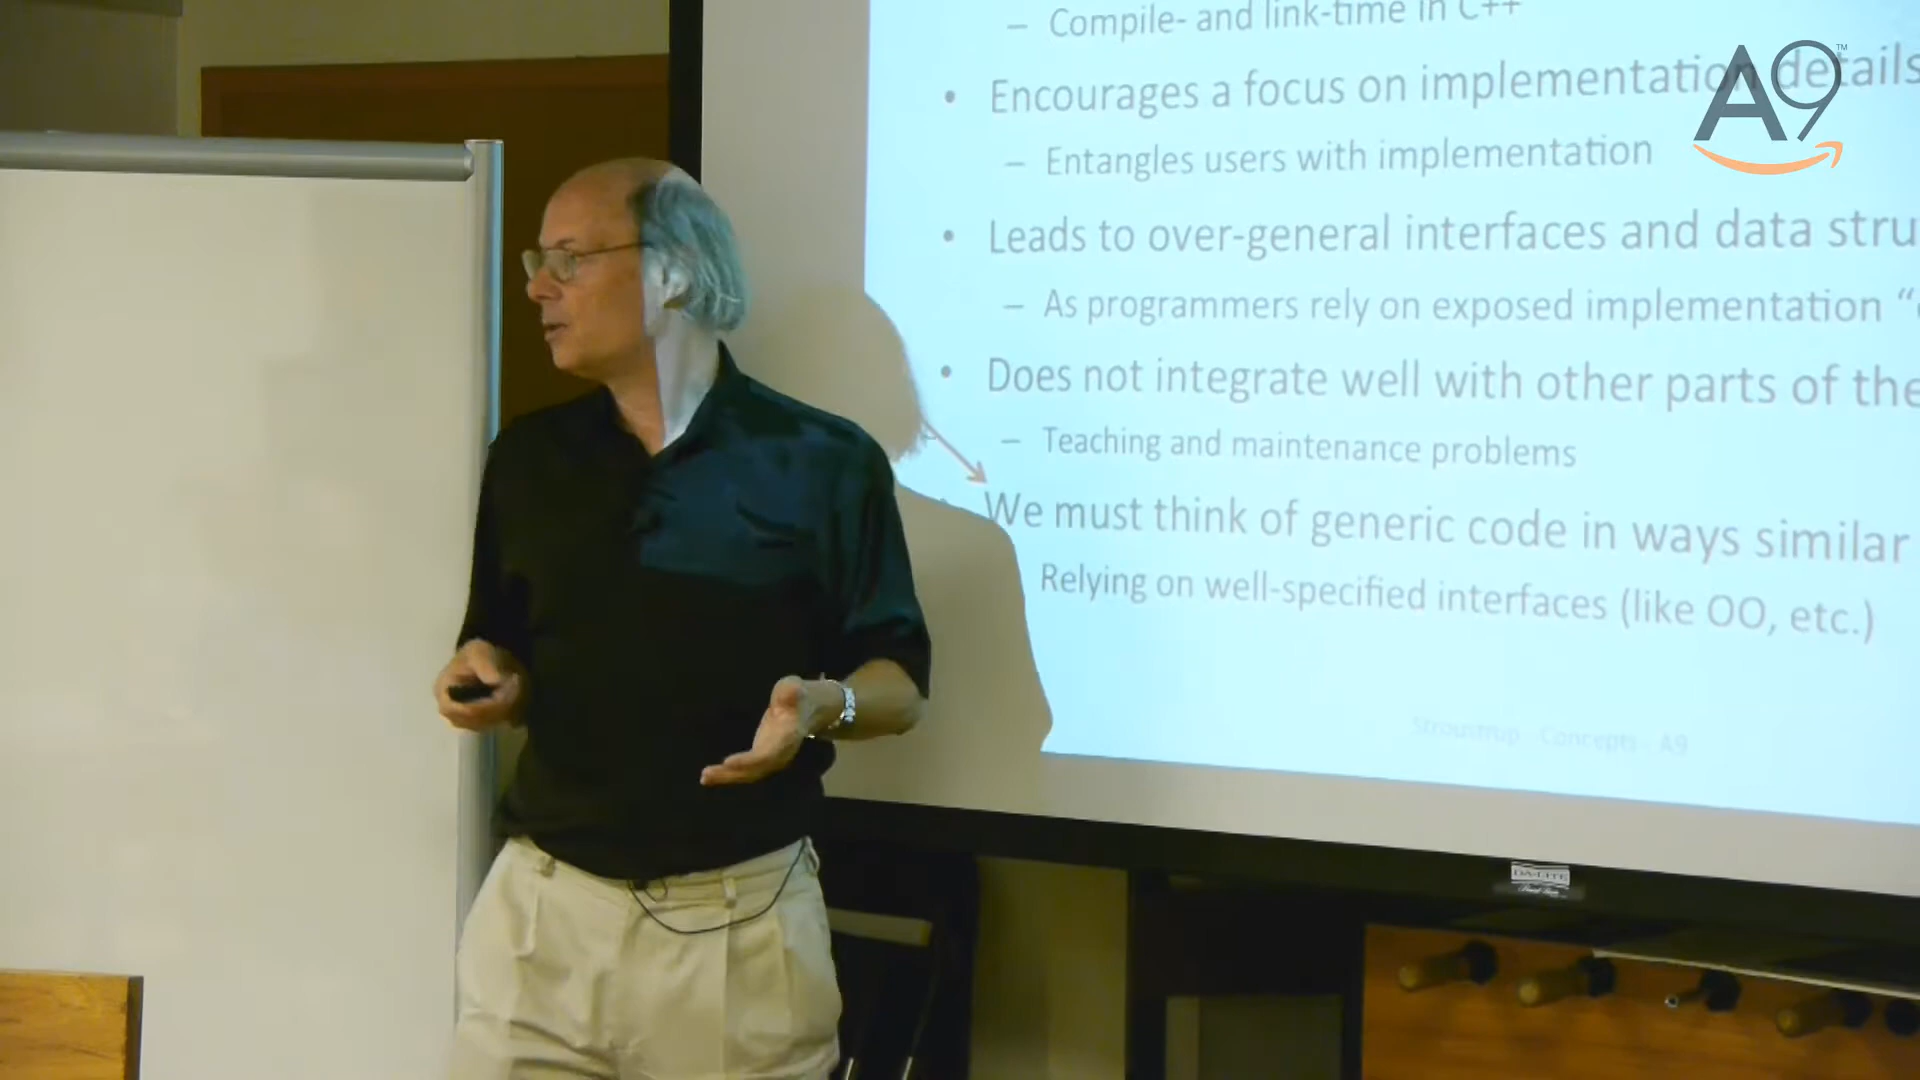 – Compile- and link-time in C++
• Encourages a focus on implementation details
– Entangles users with implementation
• Leads to over-general interfaces and data stru
– As programmers rely on exposed implementation “
• Does not integrate well with other parts of the
– Teaching and maintenance problems
We must think of generic code in ways similar
Relying on well-specified interfaces (like OO, etc.)
Stroustrup - Concepts - A9
A9™
DA-LITE